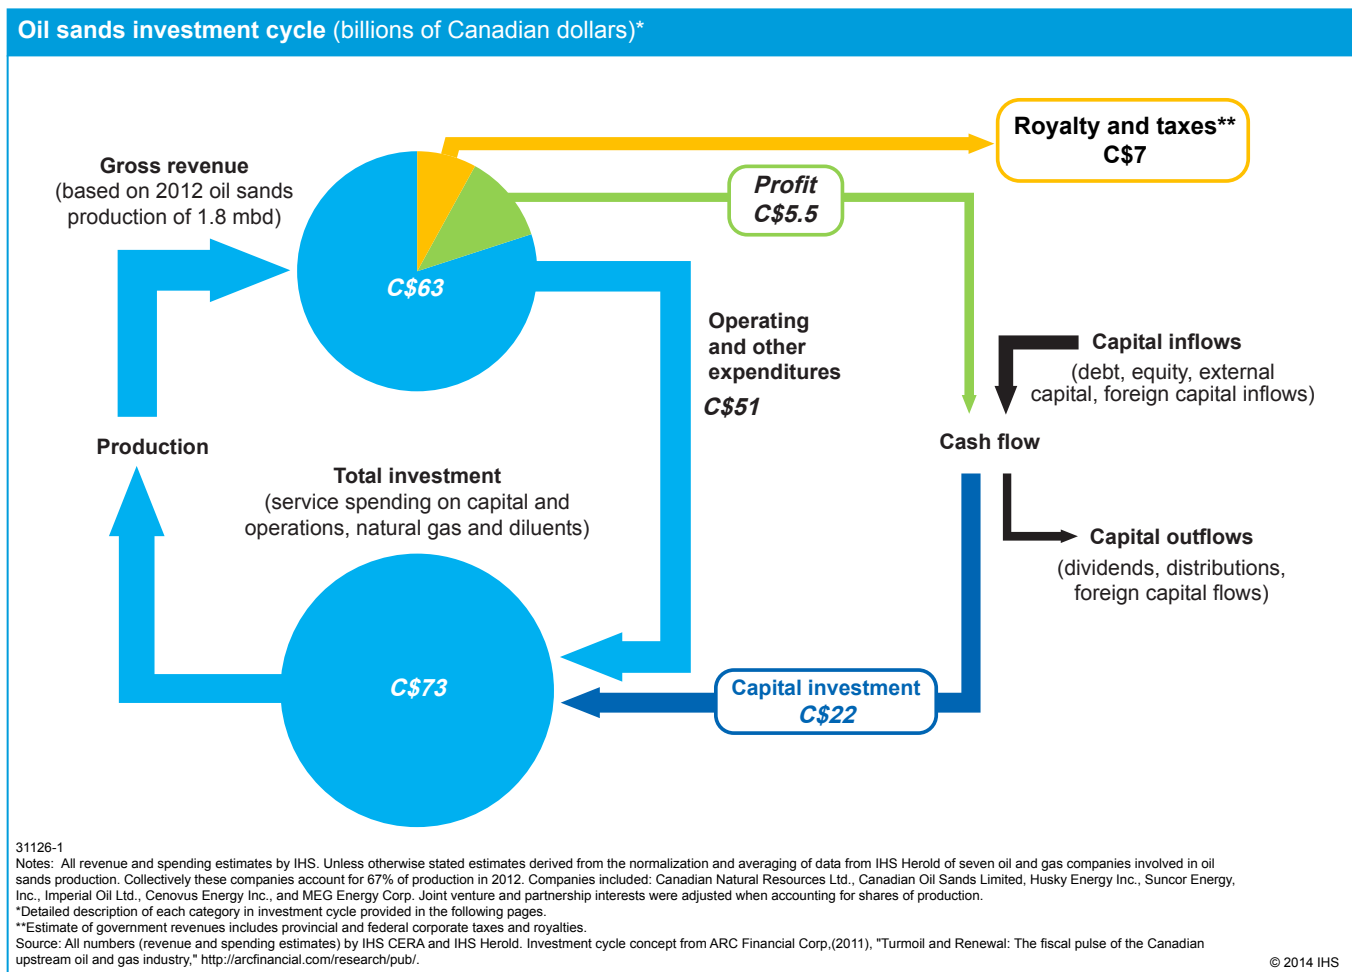 Oil sands investment cycle (billions of Canadian dollars)*
Royalty and taxes**
C$7
Gross revenue
(based on 2012 oil sands
production of 1.8 mbd)
Profit
C$5.5
C$63
Operating
and other
expenditures
C$51
Capital inflows
(debt, equity, external
capital, foreign capital inflows)
Production
Cash flow
Total investment
(service spending on capital and
operations, natural gas and diluents)
Capital outflows
(dividends, distributions,
foreign capital flows)
C$73
Capital investment
C$22
31126-1
Notes: All revenue and spending estimates by IHS. Unless otherwise stated estimates derived from the normalization and averaging of data from IHS Herold of seven oil and gas companies involved in oil
sands production. Collectively these companies account for 67% of production in 2012. Companies included: Canadian Natural Resources Ltd., Canadian Oil Sands Limited, Husky Energy Inc., Suncor Energy,
Inc., Imperial Oil Ltd., Cenovus Energy Inc., and MEG Energy Corp. Joint venture and partnership interests were adjusted when accounting for shares of production.
*Detailed description of each category in investment cycle provided in the following pages.
**Estimate of government revenues includes provincial and federal corporate taxes and royalties.
Source: All numbers (revenue and spending estimates) by IHS CERA and IHS Herold. Investment cycle concept from ARC Financial Corp,(2011), "Turmoil and Renewal: The fiscal pulse of the Canadian
upstream oil and gas industry," http://arcfinancial.com/research/pub/.
© 2014 IHS